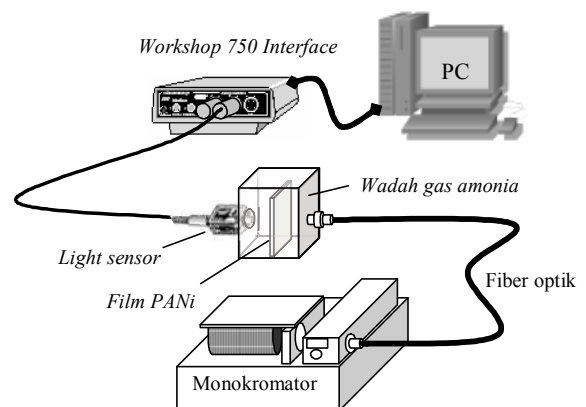 Workshop 750 Interface
PC
Wadah gas amonia
Light sensor
Fiber optik
Film PANi
Monokromator